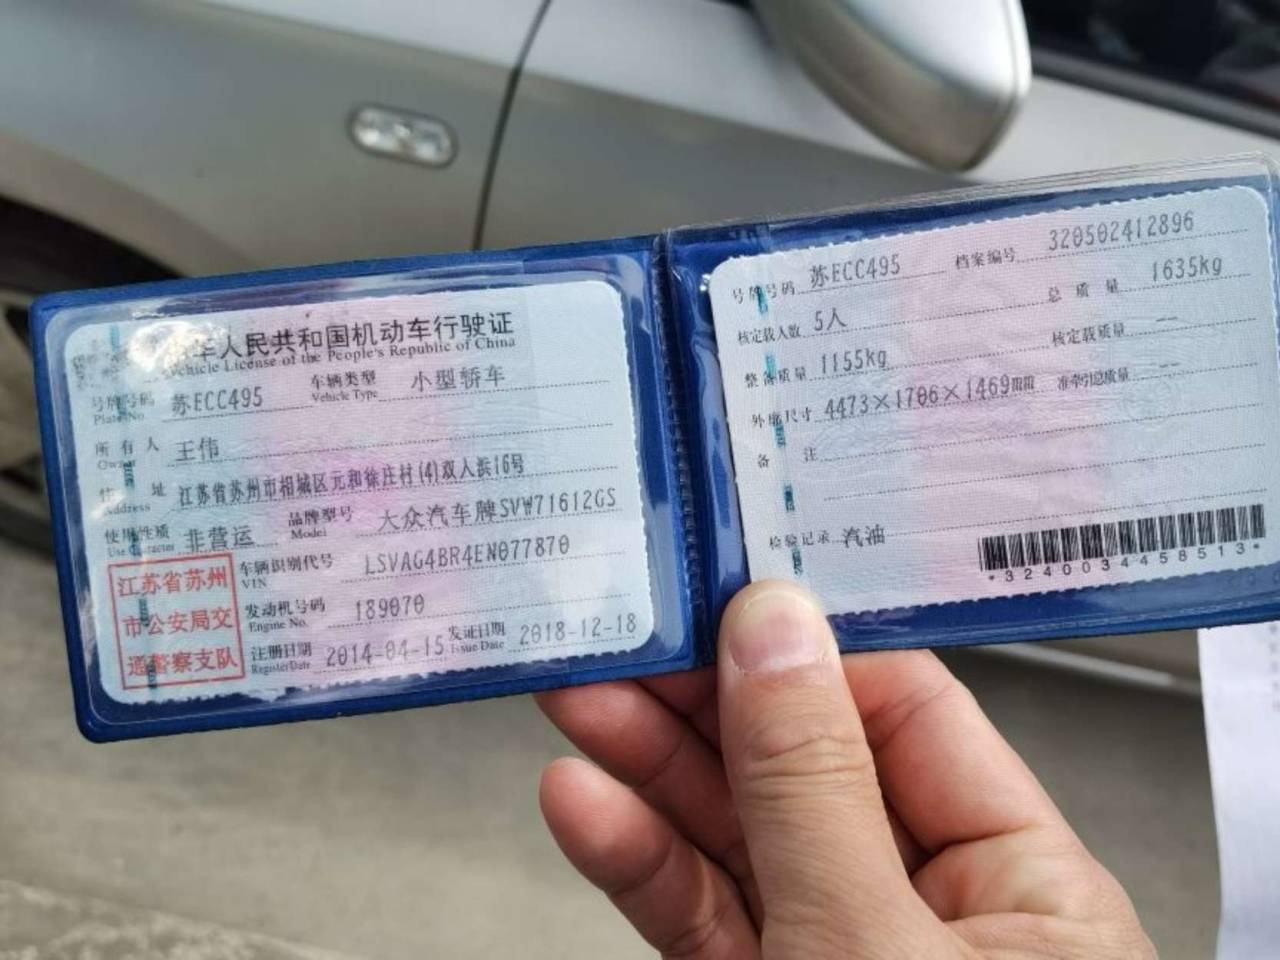 华人民共和国机动车行驶证
Vehicle License of the People's Republic of China
号牌号码 苏ECC495 车辆类型 小型轿车
Plate No. Vehicle Type
所有人 王伟
Owner
住址 江苏省苏州市相城区元和徐庄村(4)双人浜16号
Address
使用性质 非营运 品牌型号 大众汽车牌SVW71612GS
Use Character Model
江苏省苏州
市公安局交
通警察支队
车辆识别代号 LSVAG4BR4EN077870
VIN
发动机号码 189070
Engine No.
注册日期 2014-04-15 发证日期 2018-12-18
Register Date Issue Date
号牌号码 苏ECC495 档案编号 320502412896
核定载人数 5人 总质量 1635kg
整备质量 1155kg 核定载质量 --
外廓尺寸 4473×1706×1469mm 准牵引总质量 --
备注
检验记录 汽油
*3240034458513*